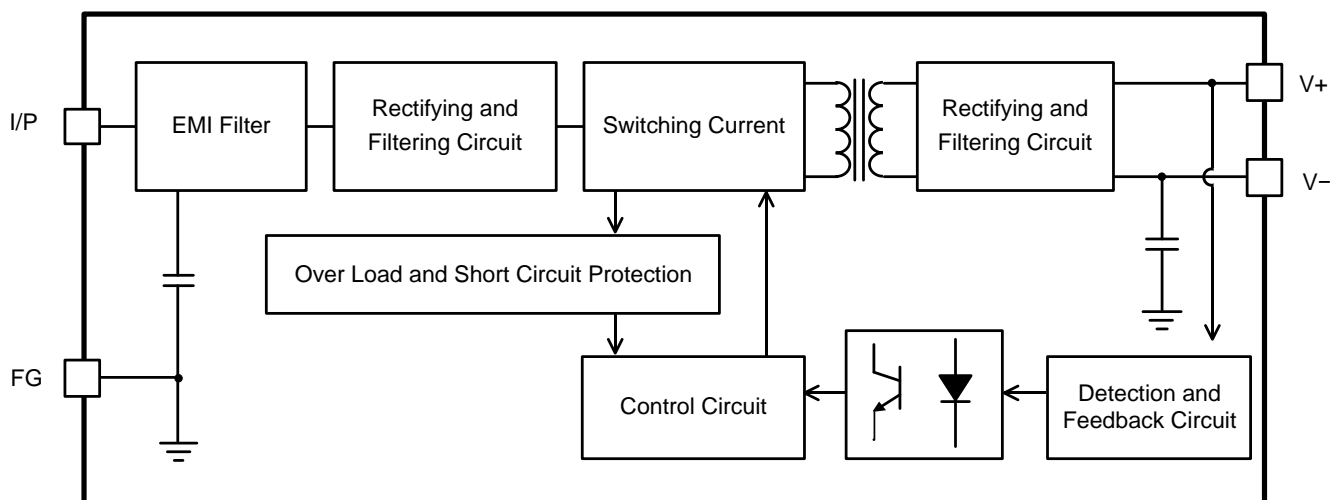 I/P
EMI Filter
Rectifying and
Filtering Circuit
Switching Current
Rectifying and
Filtering Circuit
V+
V−
Over Load and Short Circuit Protection
FG
Control Circuit
Detection and
Feedback Circuit